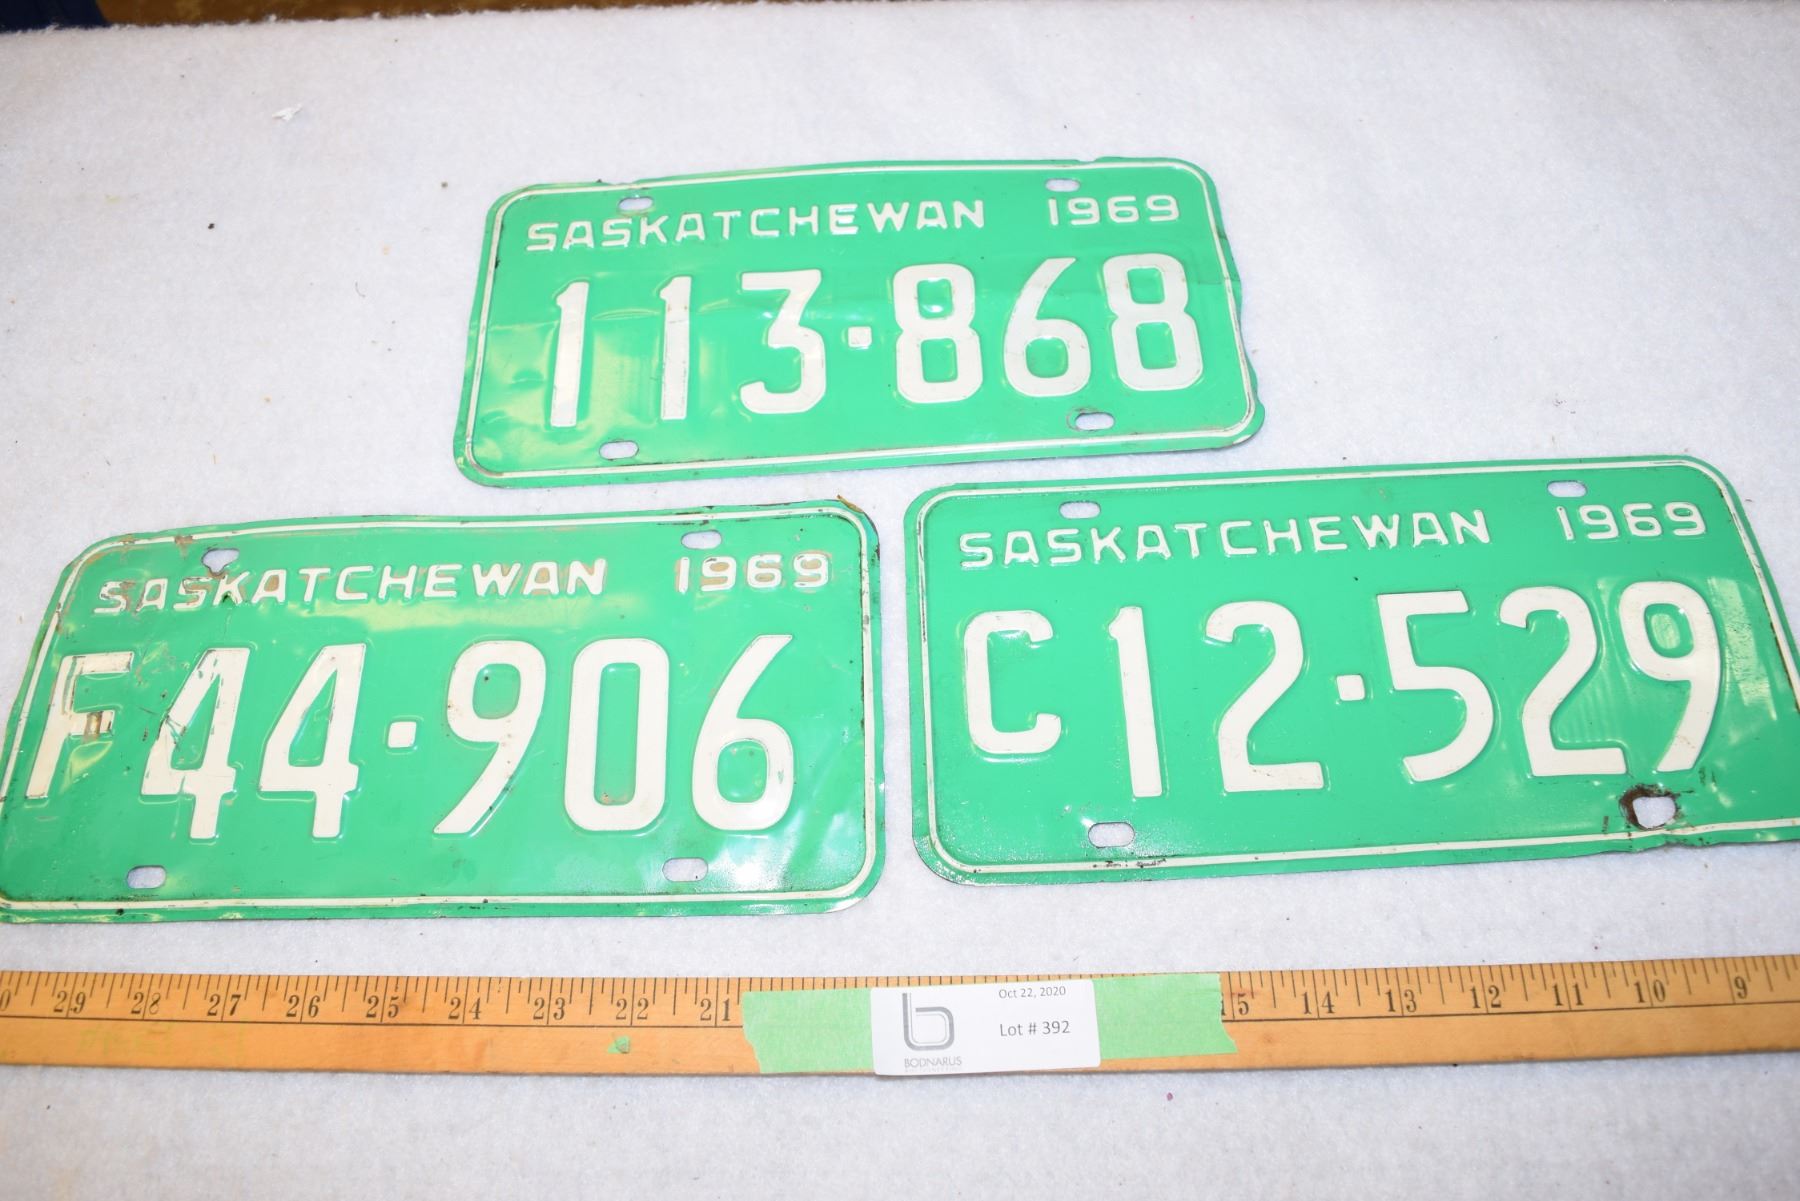 SASKATCHEWAN 1969
113·868
SASKATCHEWAN 1969
F44·906
SASKATCHEWAN 1969
C12·529
29 28 27 26 25 24 23 22 21 15 14 13 12 11 10 9
b
BODNARUS
Oct 22, 2020
Lot # 392